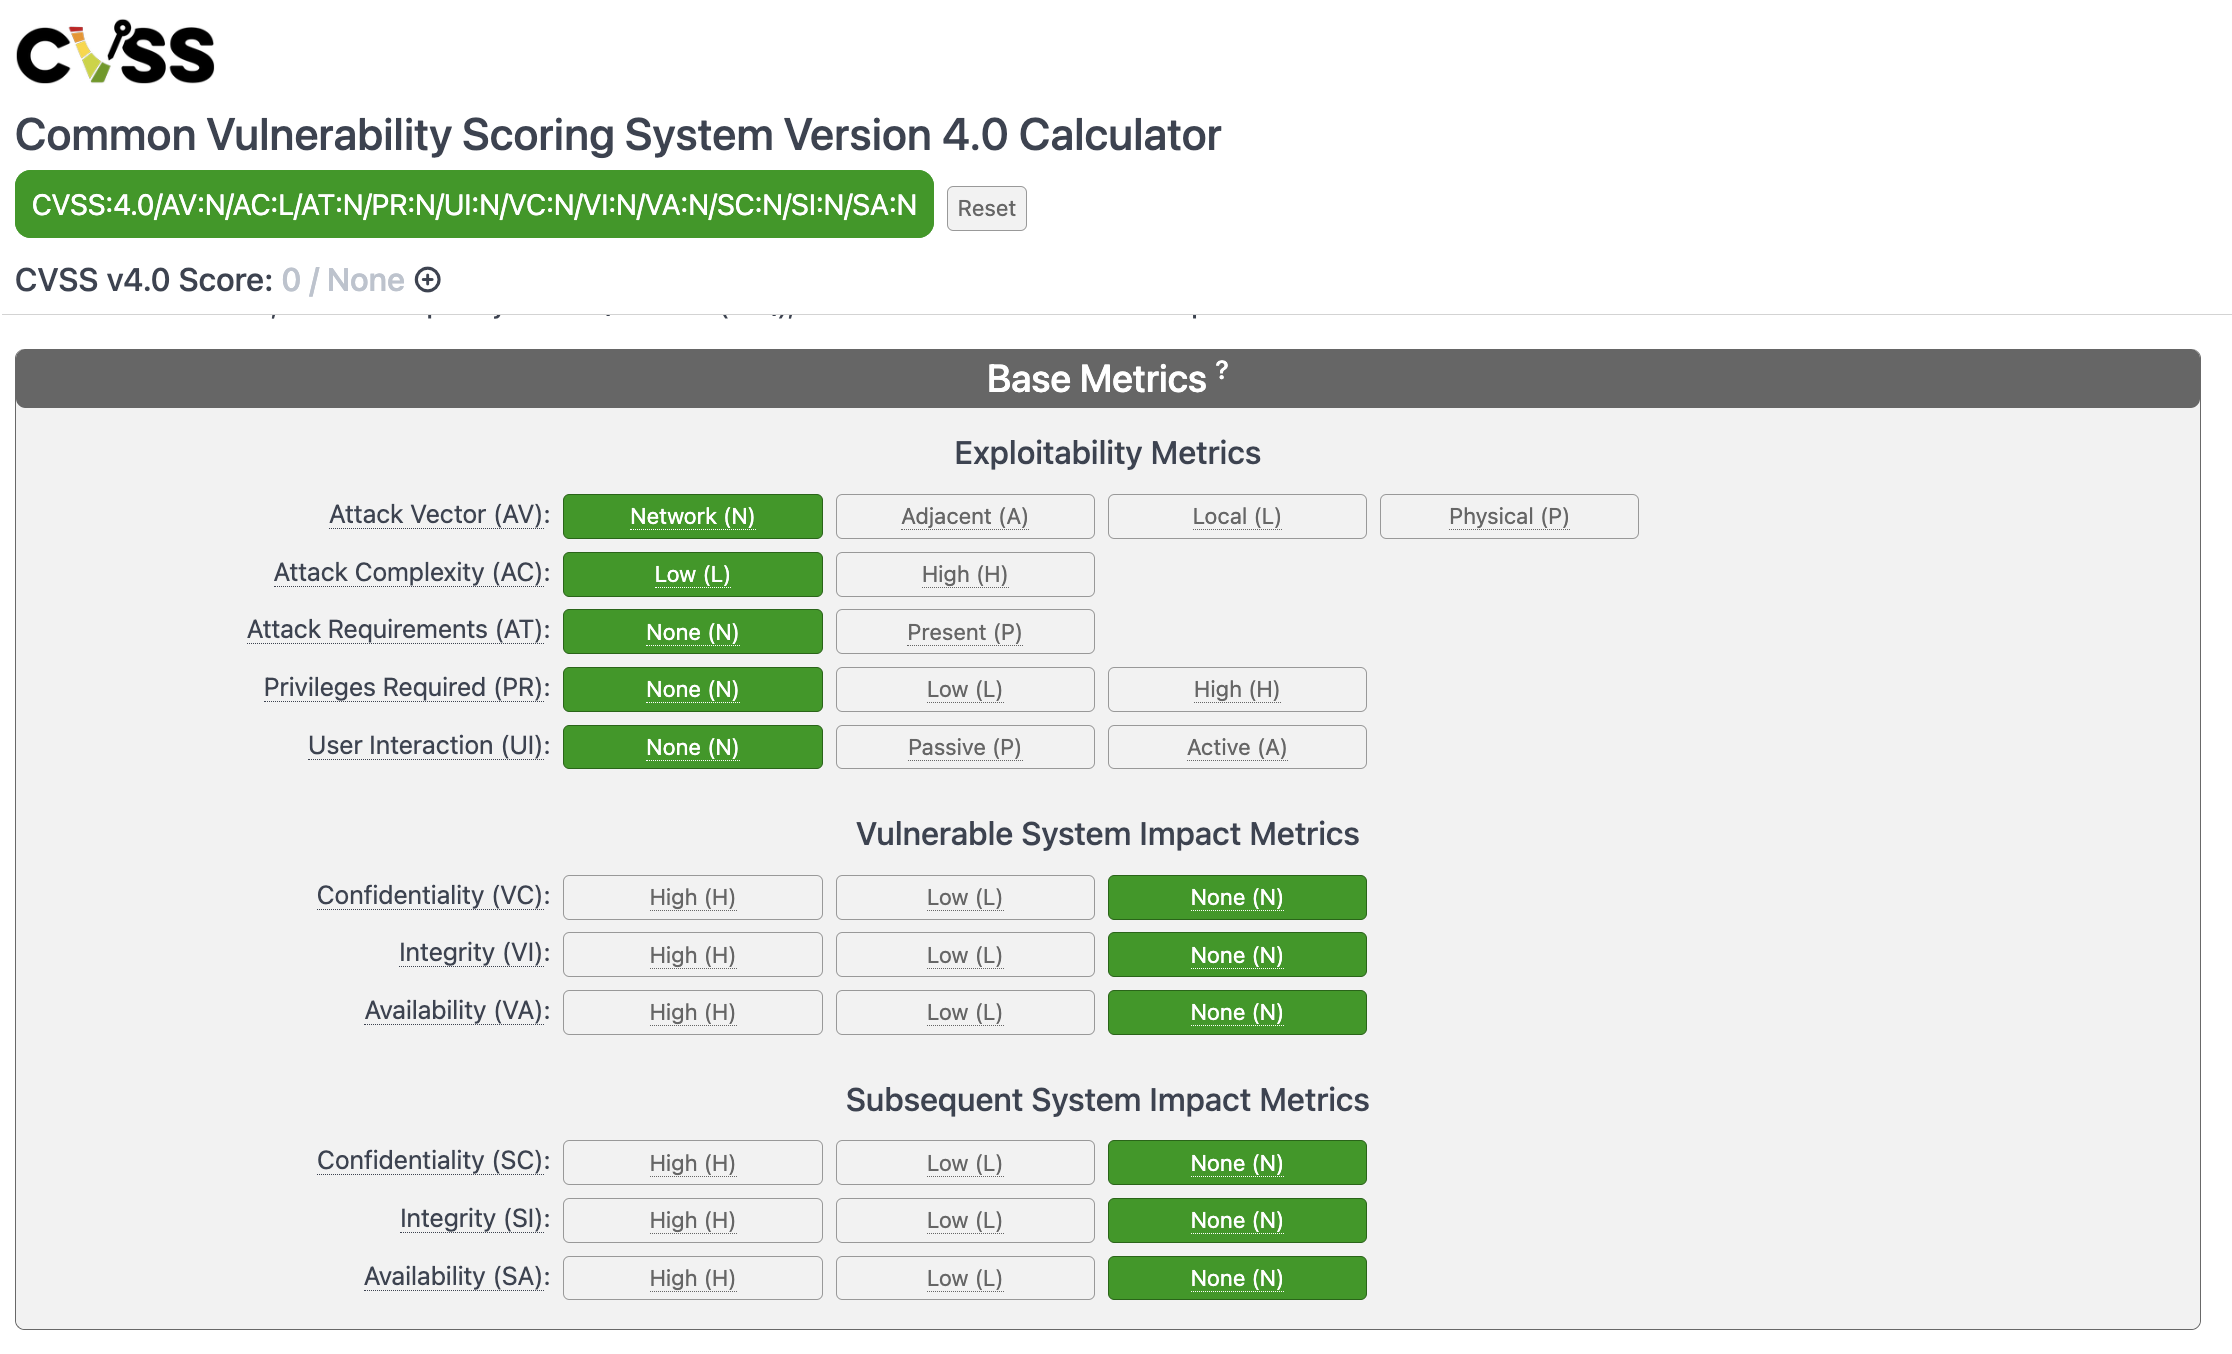 CVSS
Common Vulnerability Scoring System Version 4.0 Calculator
CVSS:4.0/AV:N/AC:L/AT:N/PR:N/UI:N/VC:N/VI:N/VA:N/SC:N/SI:N/SA:N Reset
CVSS v4.0 Score: 0 / None
Base Metrics ?
Exploitability Metrics
Attack Vector (AV): Network (N) Adjacent (A) Local (L) Physical (P)
Attack Complexity (AC): Low (L) High (H)
Attack Requirements (AT): None (N) Present (P)
Privileges Required (PR): None (N) Low (L) High (H)
User Interaction (UI): None (N) Passive (P) Active (A)
Vulnerable System Impact Metrics
Confidentiality (VC): High (H) Low (L) None (N)
Integrity (VI): High (H) Low (L) None (N)
Availability (VA): High (H) Low (L) None (N)
Subsequent System Impact Metrics
Confidentiality (SC): High (H) Low (L) None (N)
Integrity (SI): High (H) Low (L) None (N)
Availability (SA): High (H) Low (L) None (N)